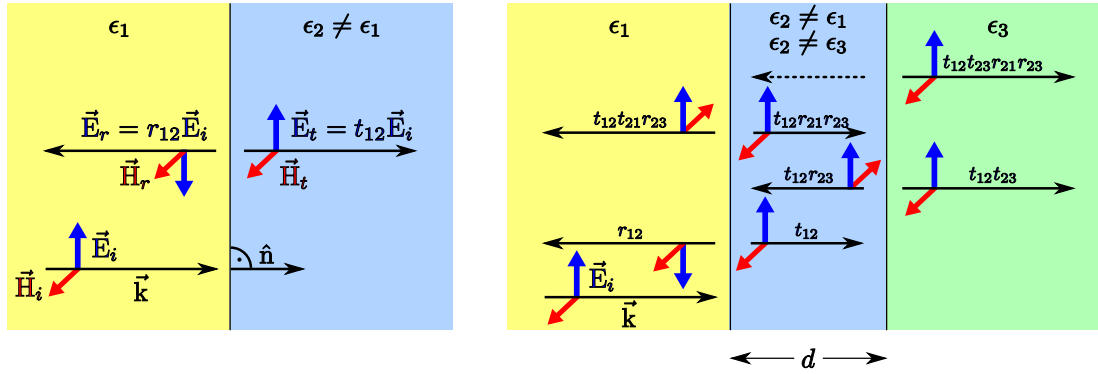 ϵ₁
ϵ₂ ≠ ϵ₁
E⃗ᵣ = r₁₂E⃗ᵢ
E⃗ₜ = t₁₂E⃗ᵢ
H⃗ᵣ
H⃗ₜ
E⃗ᵢ
n̂
H⃗ᵢ
k⃗
ϵ₁
ϵ₂ ≠ ϵ₁
ϵ₂ ≠ ϵ₃
ϵ₃
t₁₂t₂₃r₂₁r₂₃
t₁₂t₂₁r₂₃
t₁₂r₂₁r₂₃
t₁₂r₂₃
t₁₂t₂₃
r₁₂
t₁₂
E⃗ᵢ
k⃗
d